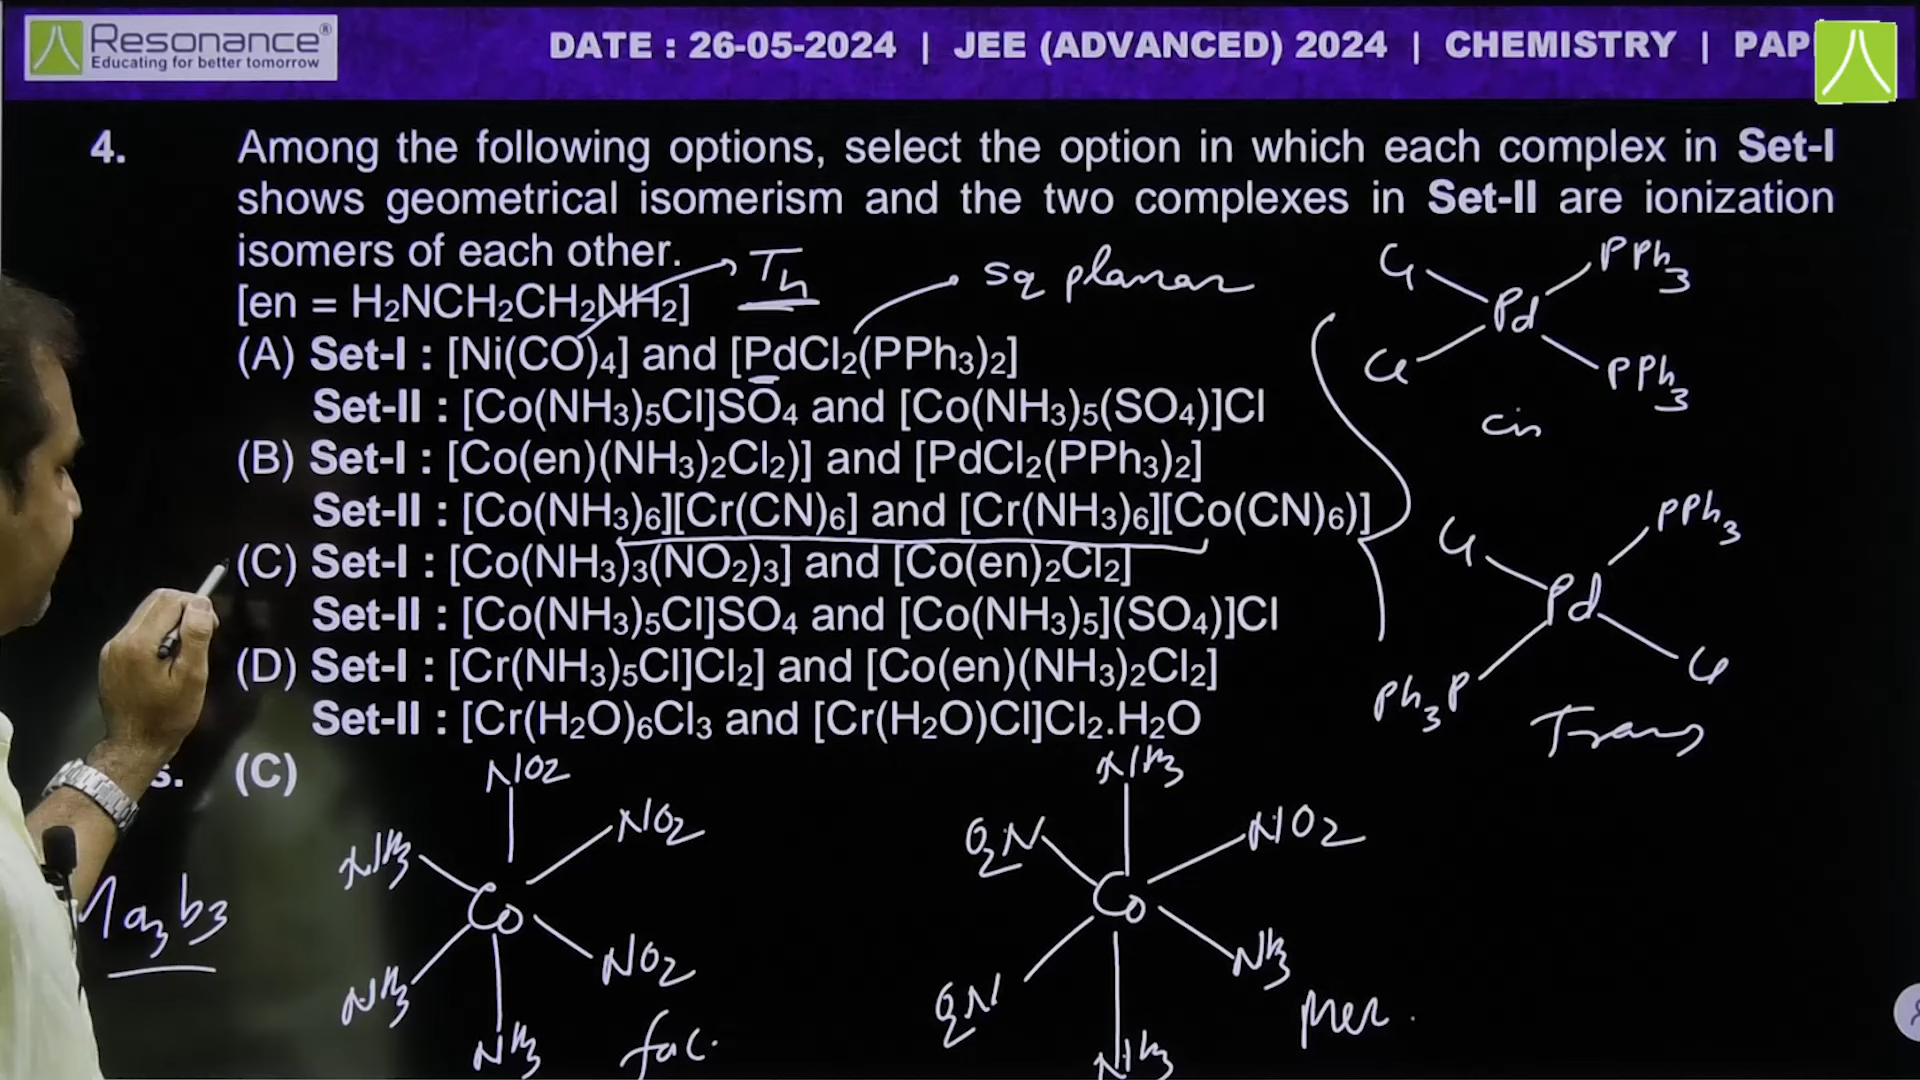 Resonance®
Educating for better tomorrow
DATE : 26-05-2024 | JEE (ADVANCED) 2024 | CHEMISTRY | PAP
4. Among the following options, select the option in which each complex in Set-I
shows geometrical isomerism and the two complexes in Set-II are ionization
isomers of each other.
[en = H2NCH2CH2NH2]
Th
sq planar
(A) Set-I : [Ni(CO)4] and [PdCl2(PPh3)2]
Set-II : [Co(NH3)5Cl]SO4 and [Co(NH3)5(SO4)]Cl
(B) Set-I : [Co(en)(NH3)2Cl2)] and [PdCl2(PPh3)2]
Set-II : [Co(NH3)6][Cr(CN)6] and [Cr(NH3)6][Co(CN)6)]
(C) Set-I : [Co(NH3)3(NO2)3] and [Co(en)2Cl2]
Set-II : [Co(NH3)5Cl]SO4 and [Co(NH3)5](SO4)]Cl
(D) Set-I : [Cr(NH3)5Cl]Cl2] and [Co(en)(NH3)2Cl2]
Set-II : [Cr(H2O)6Cl3 and [Cr(H2O)Cl]Cl2.H2O
s. (C)
Cl PPh3
Pd
Cl PPh3
cis
Cl PPh3
Pd
Ph3P Cl
Trans
NO2
NH3 NO2
Co
NH3 NO2
NH3
fac.
a3b3
NH3
O2N NO2
Co
O2N NH3
NH3
mer.